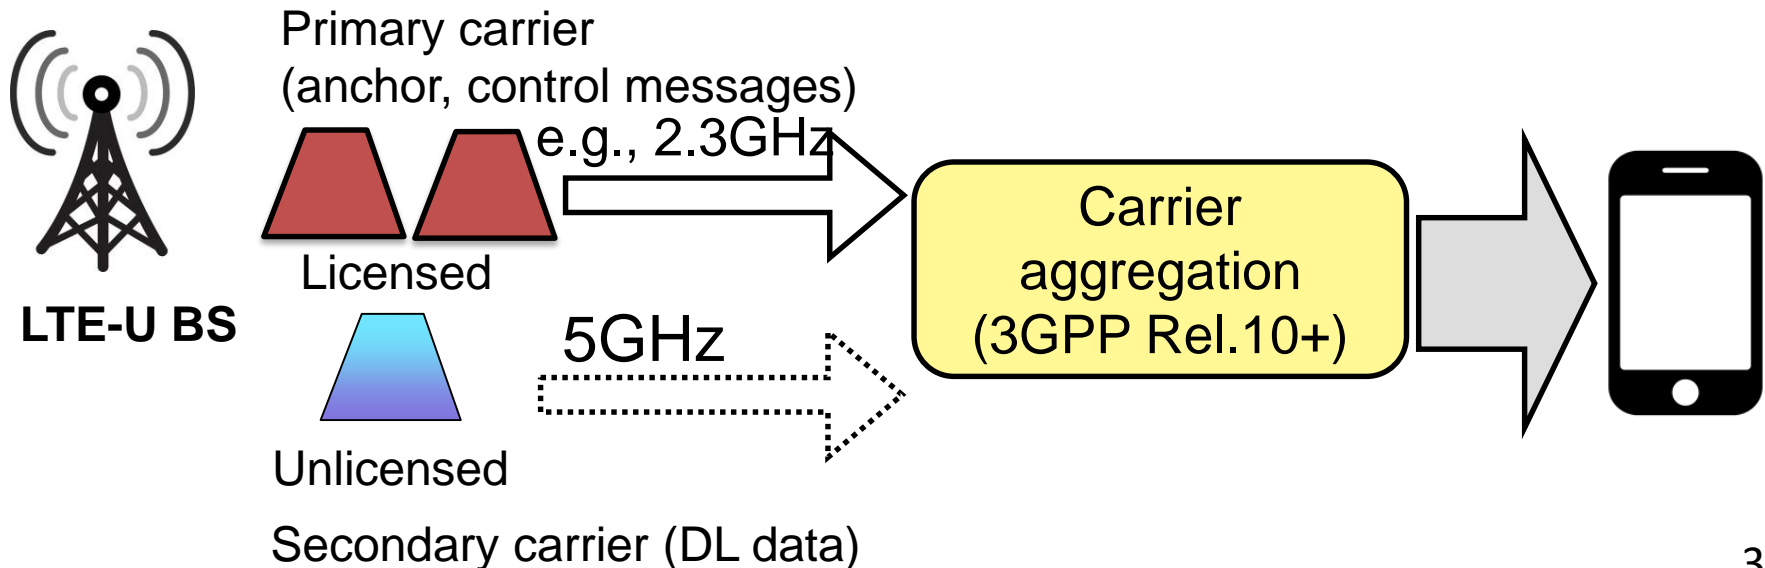 Primary carrier
(anchor, control messages)
e.g., 2.3GHz
Licensed
LTE-U BS
5GHz
Unlicensed
Secondary carrier (DL data)
Carrier
aggregation
(3GPP Rel.10+)
3